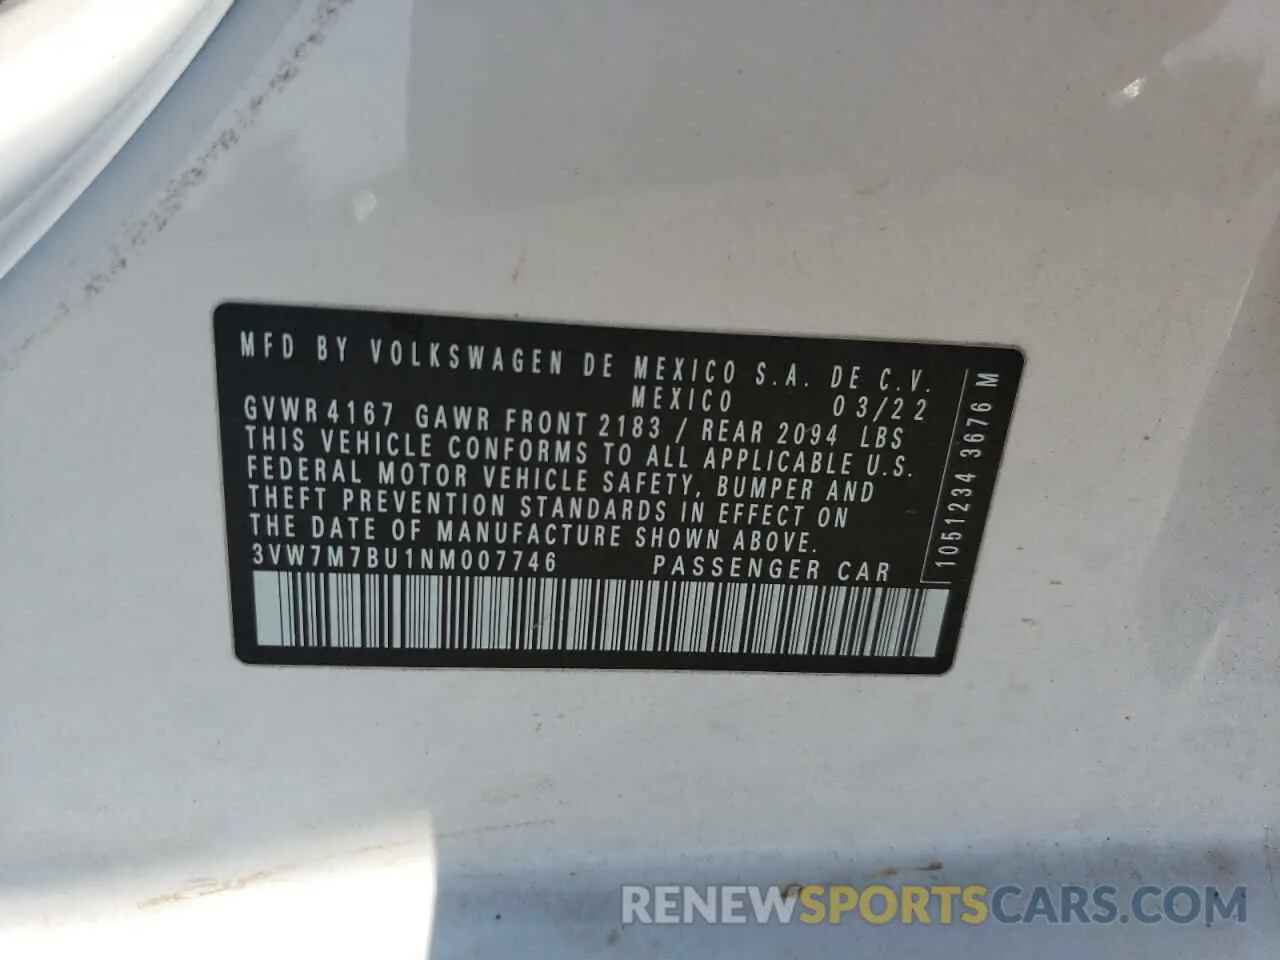 MFD BY VOLKSWAGEN DE MEXICO S.A. DE C.V.
MEXICO 03/22
GVWR 4167 GAWR FRONT 2183 / REAR 2094 LBS
THIS VEHICLE CONFORMS TO ALL APPLICABLE U.S.
FEDERAL MOTOR VEHICLE SAFETY, BUMPER AND
THEFT PREVENTION STANDARDS IN EFFECT ON
THE DATE OF MANUFACTURE SHOWN ABOVE.
3VW7M7BU1NM007746 PASSENGER CAR
1051234 3676 M
RENEWSPORTSCARS.COM